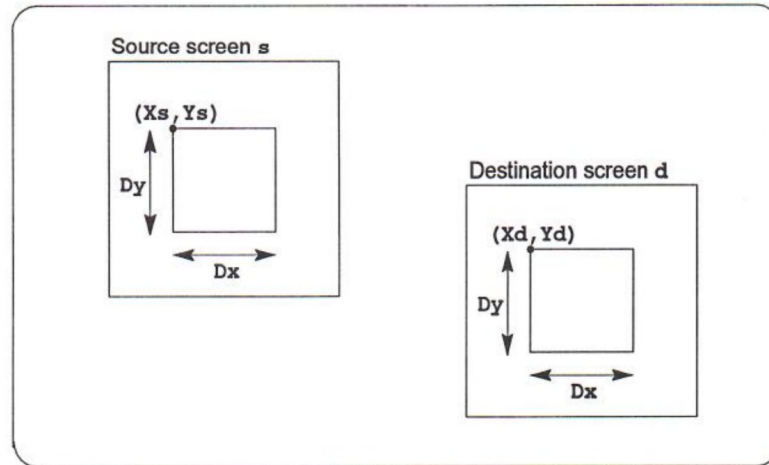 Source screen s
(Xs,Ys)
Dy
Dx
Destination screen d
(Xd,Yd)
Dy
Dx